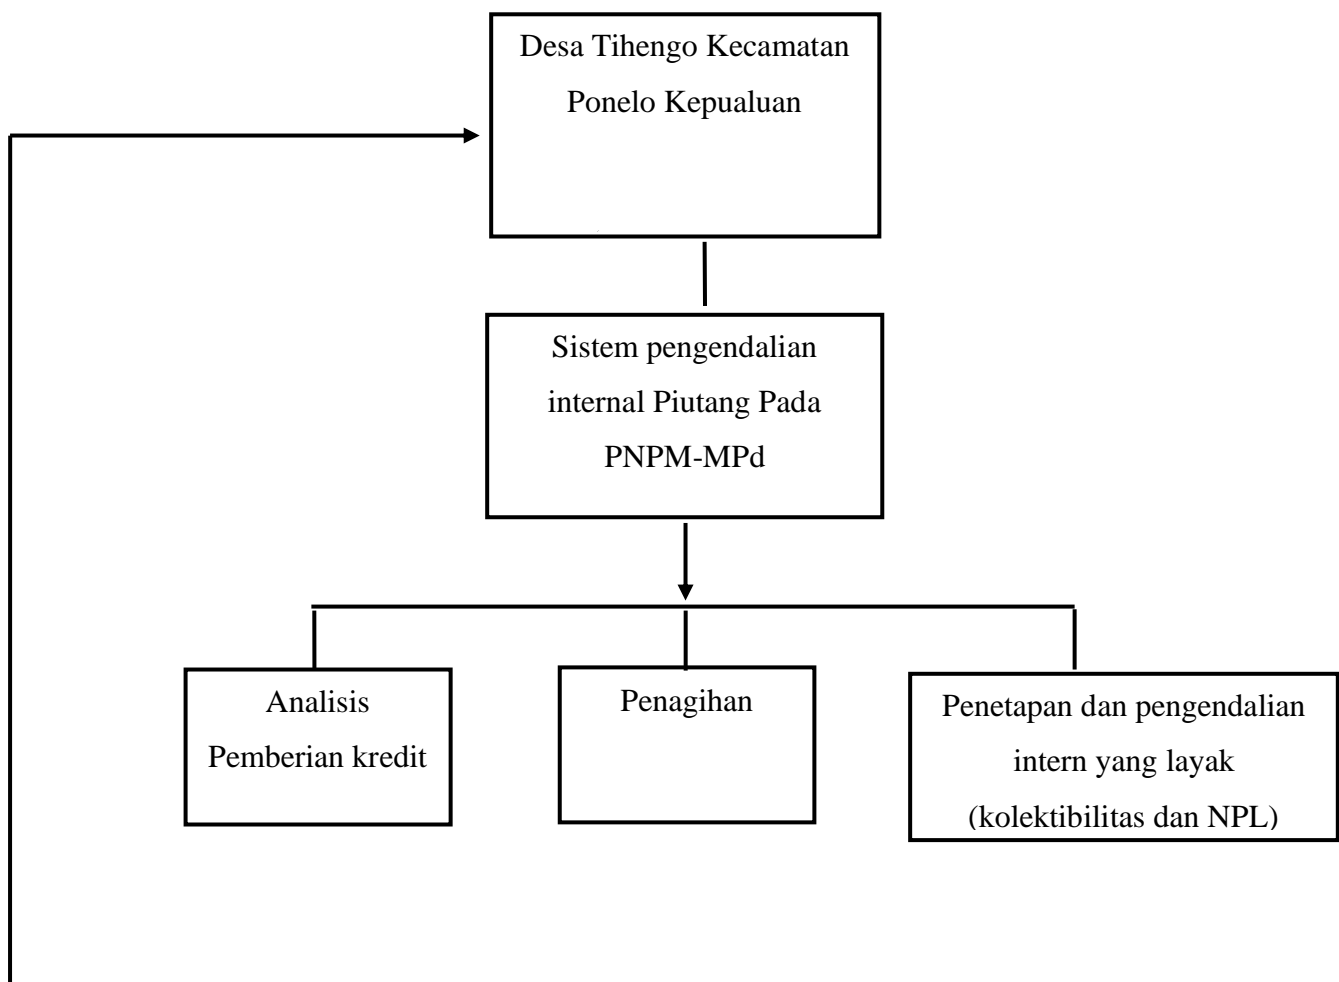 Desa Tihengo Kecamatan
Ponelo Kepualuan
Sistem pengendalian
internal Piutang Pada
PNPM-MPd
Analisis
Pemberian kredit
Penagihan
Penetapan dan pengendalian
intern yang layak
(kolektibilitas dan NPL)